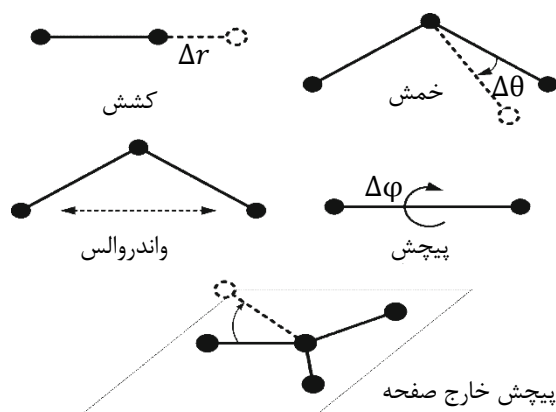 Δr
کشش
Δθ
خمش
واندروالس
Δφ
پیچش
پیچش خارج صفحه